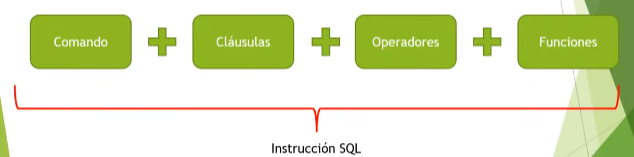 Comando
Cláusulas
Operadores
Funciones
Instrucción SQL